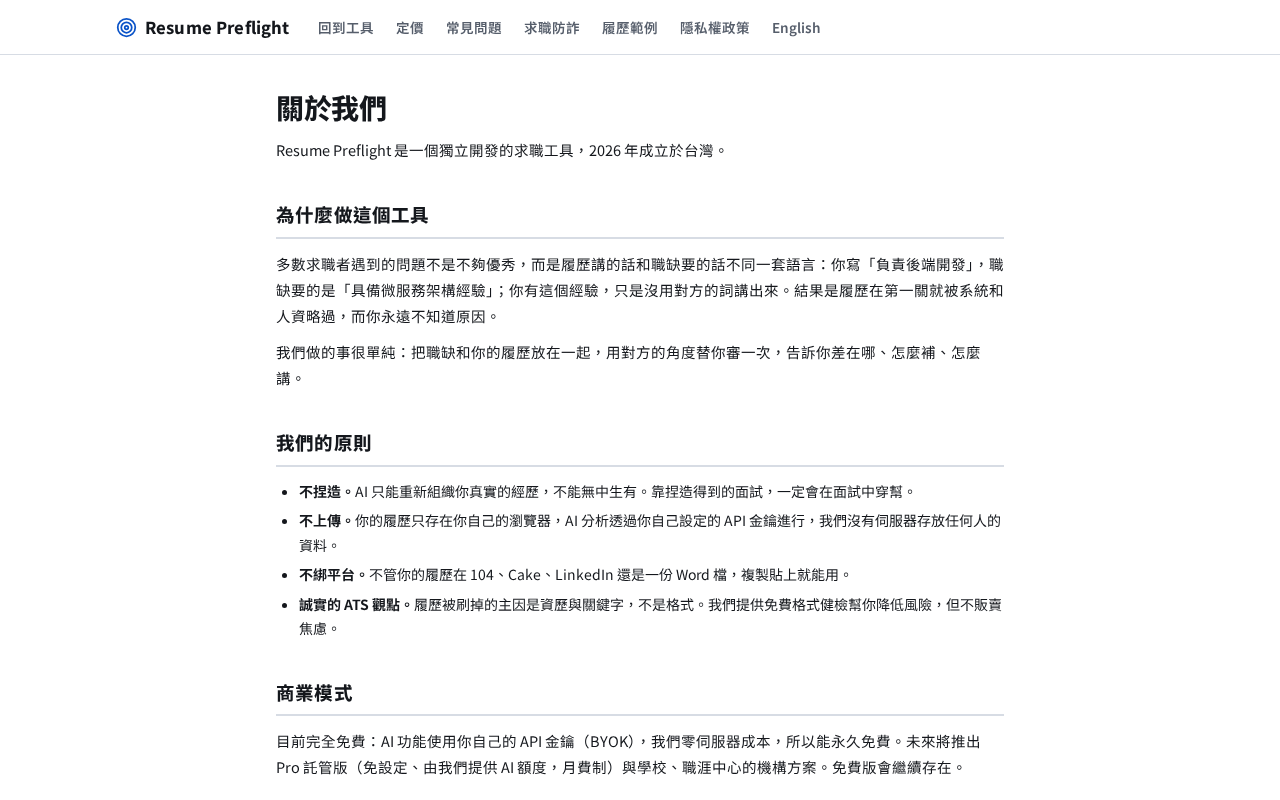 Resume Preflight 回到工具 定價 常見問題 求職防詐 履歷範例 隱私權政策 English
關於我們
Resume Preflight 是一個獨立開發的求職工具，2026 年成立於台灣。
為什麼做這個工具
多數求職者遇到的問題不是不夠優秀，而是履歷講的話和職缺要的話不同一套語言：你寫「負責後端開發」，職
缺要的是「具備微服務架構經驗」；你有這個經驗，只是沒用對方的詞講出來。結果是履歷在第一關就被系統和
人資略過，而你永遠不知道原因。
我們做的事很單純：把職缺和你的履歷放在一起，用對方的角度替你審一次，告訴你差在哪、怎麼補、怎麼
講。
我們的原則
不捏造。AI 只能重新組織你真實的經歷，不能無中生有。靠捏造得到的面試，一定會在面試中穿幫。
不上傳。你的履歷只存在你自己的瀏覽器，AI 分析透過你自己設定的 API 金鑰進行，我們沒有伺服器存放任何人的
資料。
不綁平台。不管你的履歷在 104、Cake、LinkedIn 還是一份 Word 檔，複製貼上就能用。
誠實的 ATS 觀點。履歷被刷掉的主因是資歷與關鍵字，不是格式。我們提供免費格式健檢幫你降低風險，但不販賣
焦慮。
商業模式
目前完全免費：AI 功能使用你自己的 API 金鑰（BYOK），我們零伺服器成本，所以能永久免費。未來將推出
Pro 託管版（免設定、由我們提供 AI 額度，月費制）與學校、職涯中心的機構方案。免費版會繼續存在。